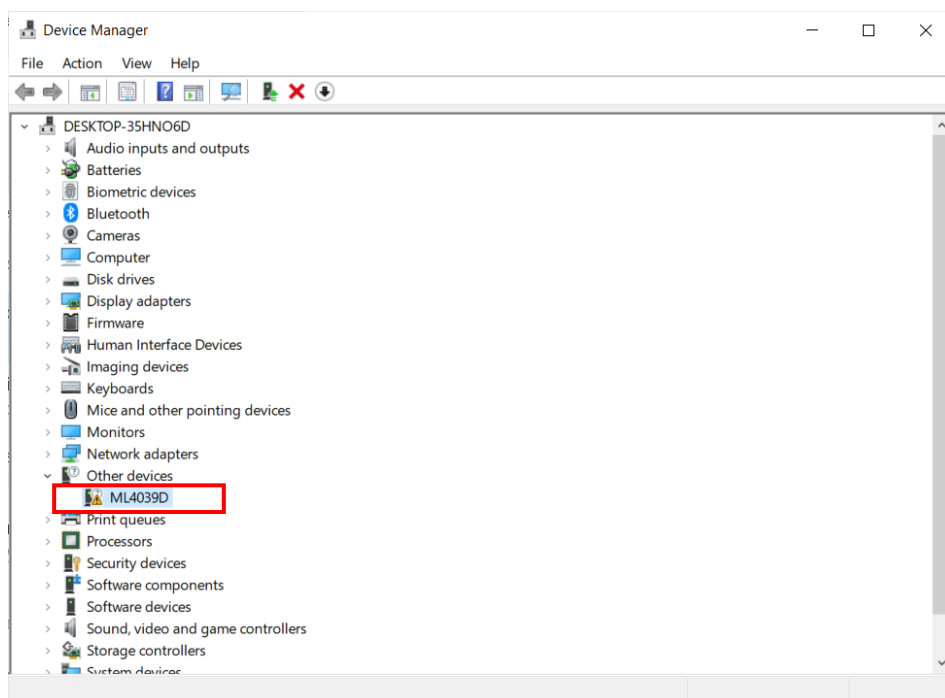 Device Manager
File Action View Help
DESKTOP-35HNO6D
Audio inputs and outputs
Batteries
Biometric devices
Bluetooth
Cameras
Computer
Disk drives
Display adapters
Firmware
Human Interface Devices
Imaging devices
Keyboards
Mice and other pointing devices
Monitors
Network adapters
Other devices
ML4039D
Print queues
Processors
Security devices
Software components
Software devices
Sound, video and game controllers
Storage controllers
System devices